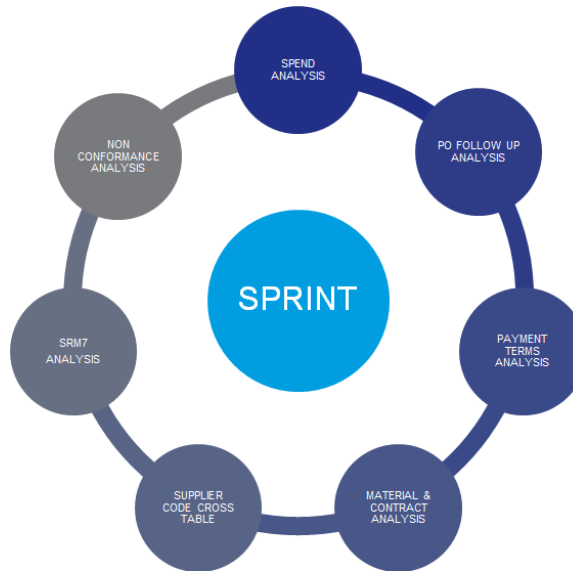 SPEND
ANALYSIS
PO FOLLOW UP
ANALYSIS
PAYMENT
TERMS
ANALYSIS
MATERIAL &
CONTRACT
ANALYSIS
SUPPLIER
CODE CROSS
TABLE
SRM7
ANALYSIS
NON
CONFORMANCE
ANALYSIS
SPRINT